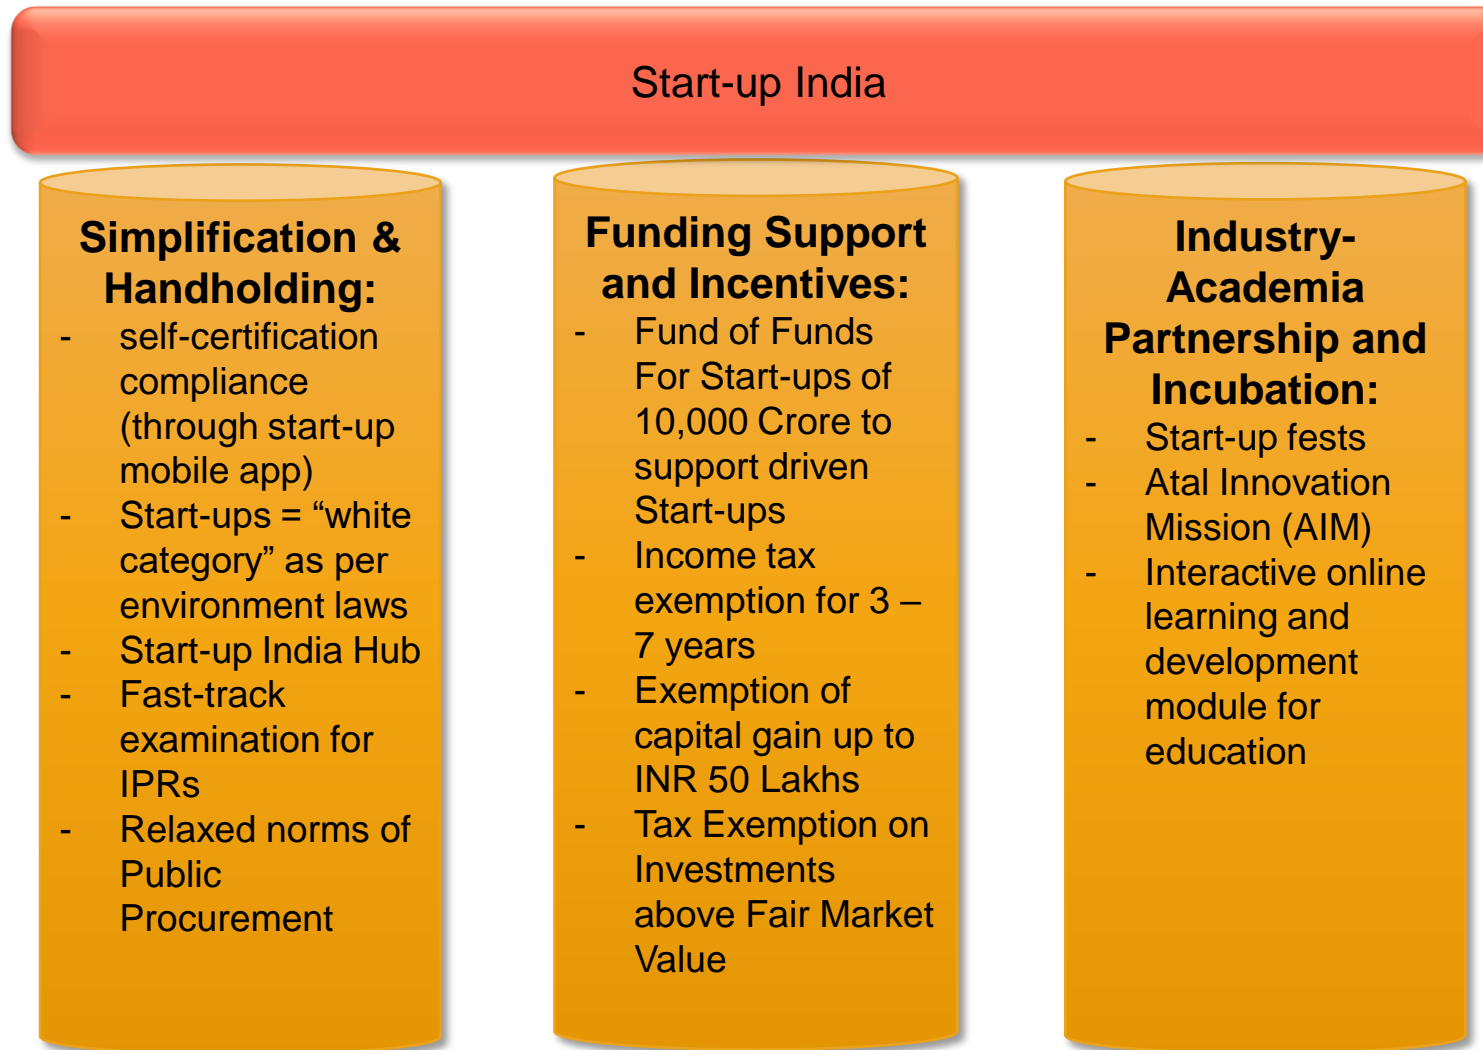 Start-up India
Simplification &
Handholding:
- self-certification
compliance
(through start-up
mobile app)
- Start-ups = “white
category” as per
environment laws
- Start-up India Hub
- Fast-track
examination for
IPRs
- Relaxed norms of
Public
Procurement
Funding Support
and Incentives:
- Fund of Funds
For Start-ups of
10,000 Crore to
support driven
Start-ups
- Income tax
exemption for 3 –
7 years
- Exemption of
capital gain up to
INR 50 Lakhs
- Tax Exemption on
Investments
above Fair Market
Value
Industry-
Academia
Partnership and
Incubation:
- Start-up fests
- Atal Innovation
Mission (AIM)
- Interactive online
learning and
development
module for
education